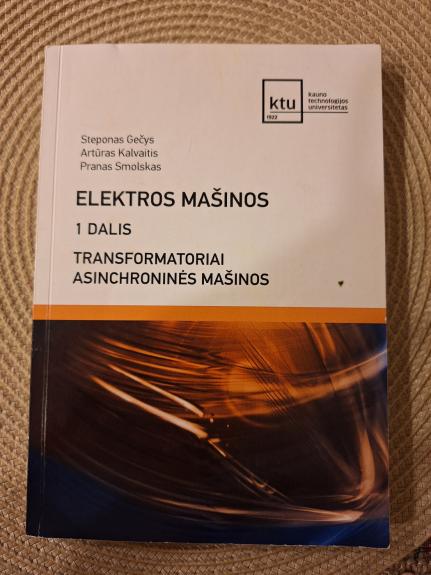 ktu
1922
kauno
technologijos
universitetas
Steponas Gečys
Artūras Kalvaitis
Pranas Smolskas
ELEKTROS MAŠINOS
1 DALIS
TRANSFORMATORIAI
ASINCHRONINĖS MAŠINOS